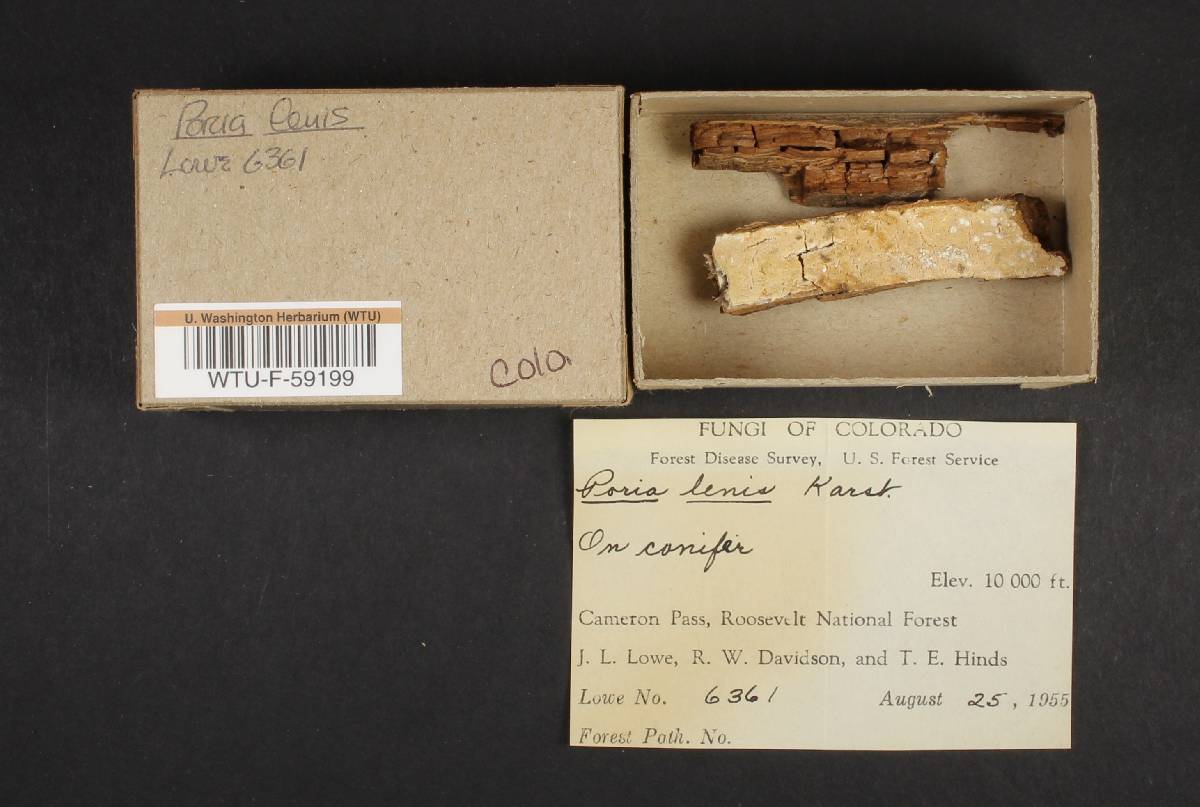 Poria lenis
Lowe 6361
U. Washington Herbarium (WTU)
WTU-F-59199
Colo.
FUNGI OF COLORADO
Forest Disease Survey, U. S. Forest Service
Poria lenis Karst.
On conifer
Elev. 10 000 ft.
Cameron Pass, Roosevelt National Forest
J. L. Lowe, R. W. Davidson, and T. E. Hinds
Lowe No. 6361 August 25, 1955
Forest Path. No.